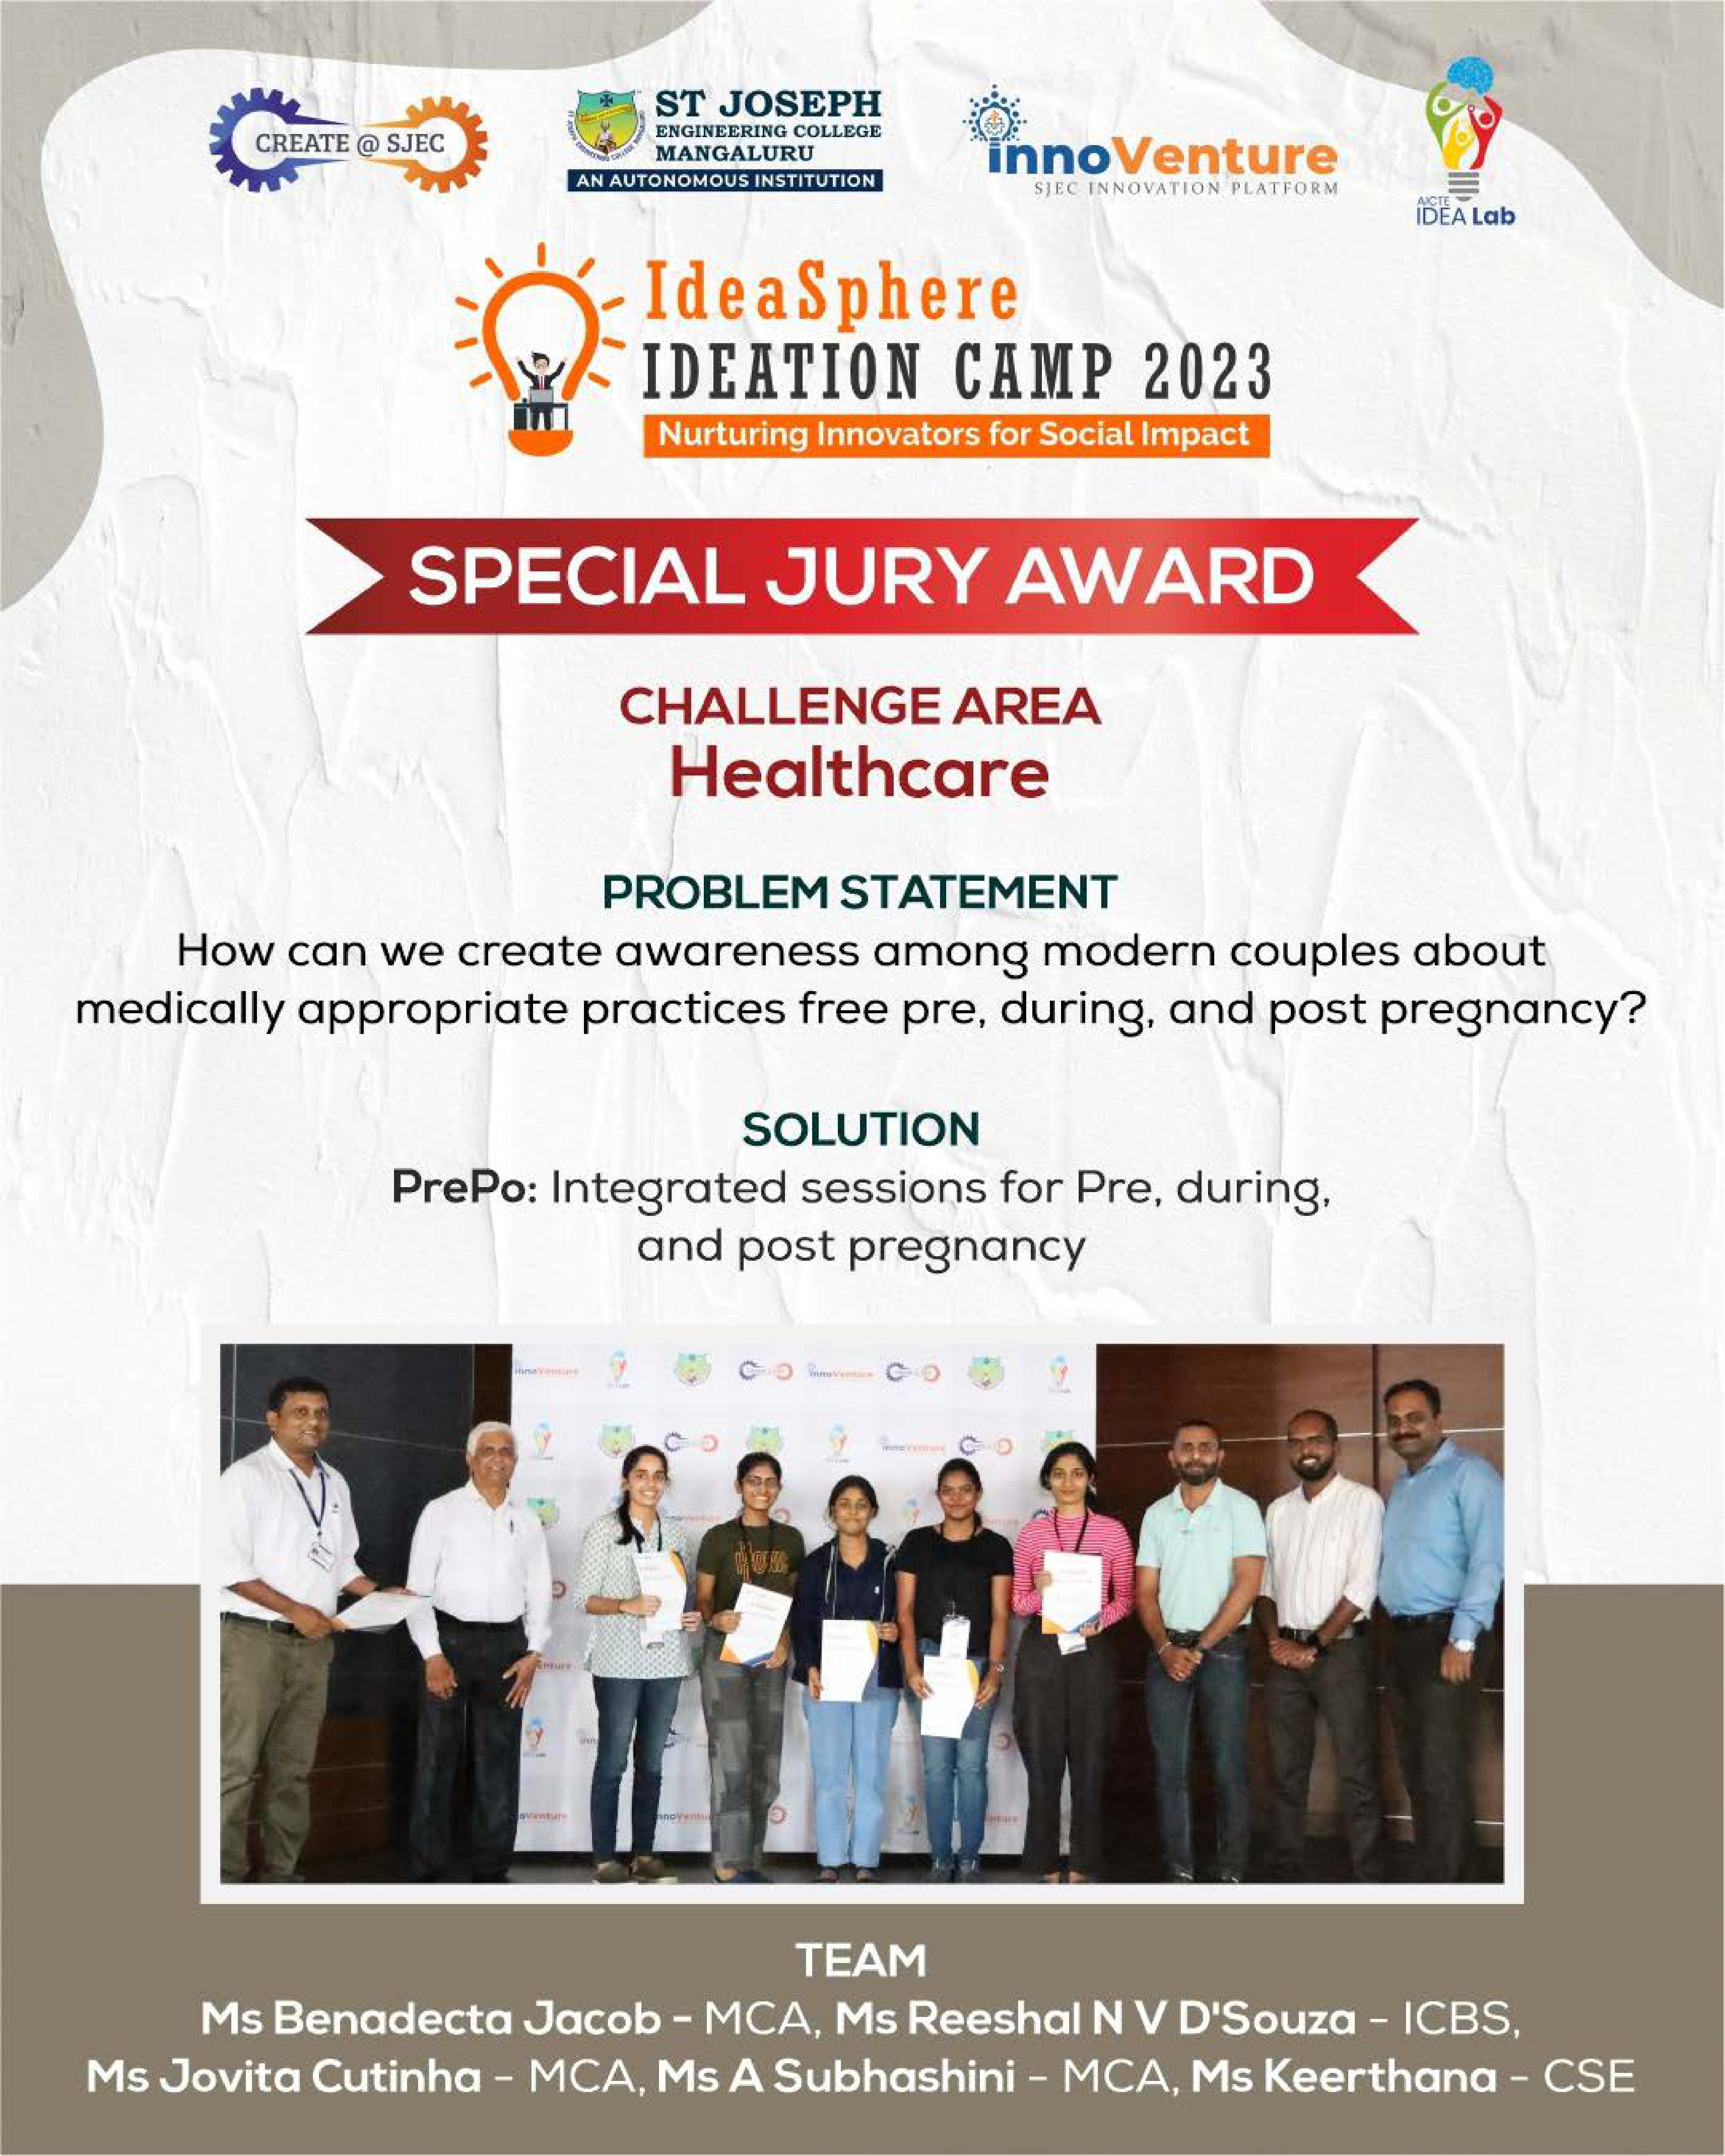 CREATE @ SJEC
ST JOSEPH
ENGINEERING COLLEGE
MANGALURU
AN AUTONOMOUS INSTITUTION
innoVenture
SJEC INNOVATION PLATFORM
AICTE
IDEA Lab
IdeaSphere
IDEATION CAMP 2023
Nurturing Innovators for Social Impact
SPECIAL JURY AWARD
CHALLENGE AREA
Healthcare
PROBLEM STATEMENT
How can we create awareness among modern couples about
medically appropriate practices free pre, during, and post pregnancy?
SOLUTION
PrePo: Integrated sessions for Pre, during,
and post pregnancy
TEAM
Ms Benadecta Jacob - MCA, Ms Reeshal N V D'Souza - ICBS,
Ms Jovita Cutinha - MCA, Ms A Subhashini - MCA, Ms Keerthana - CSE